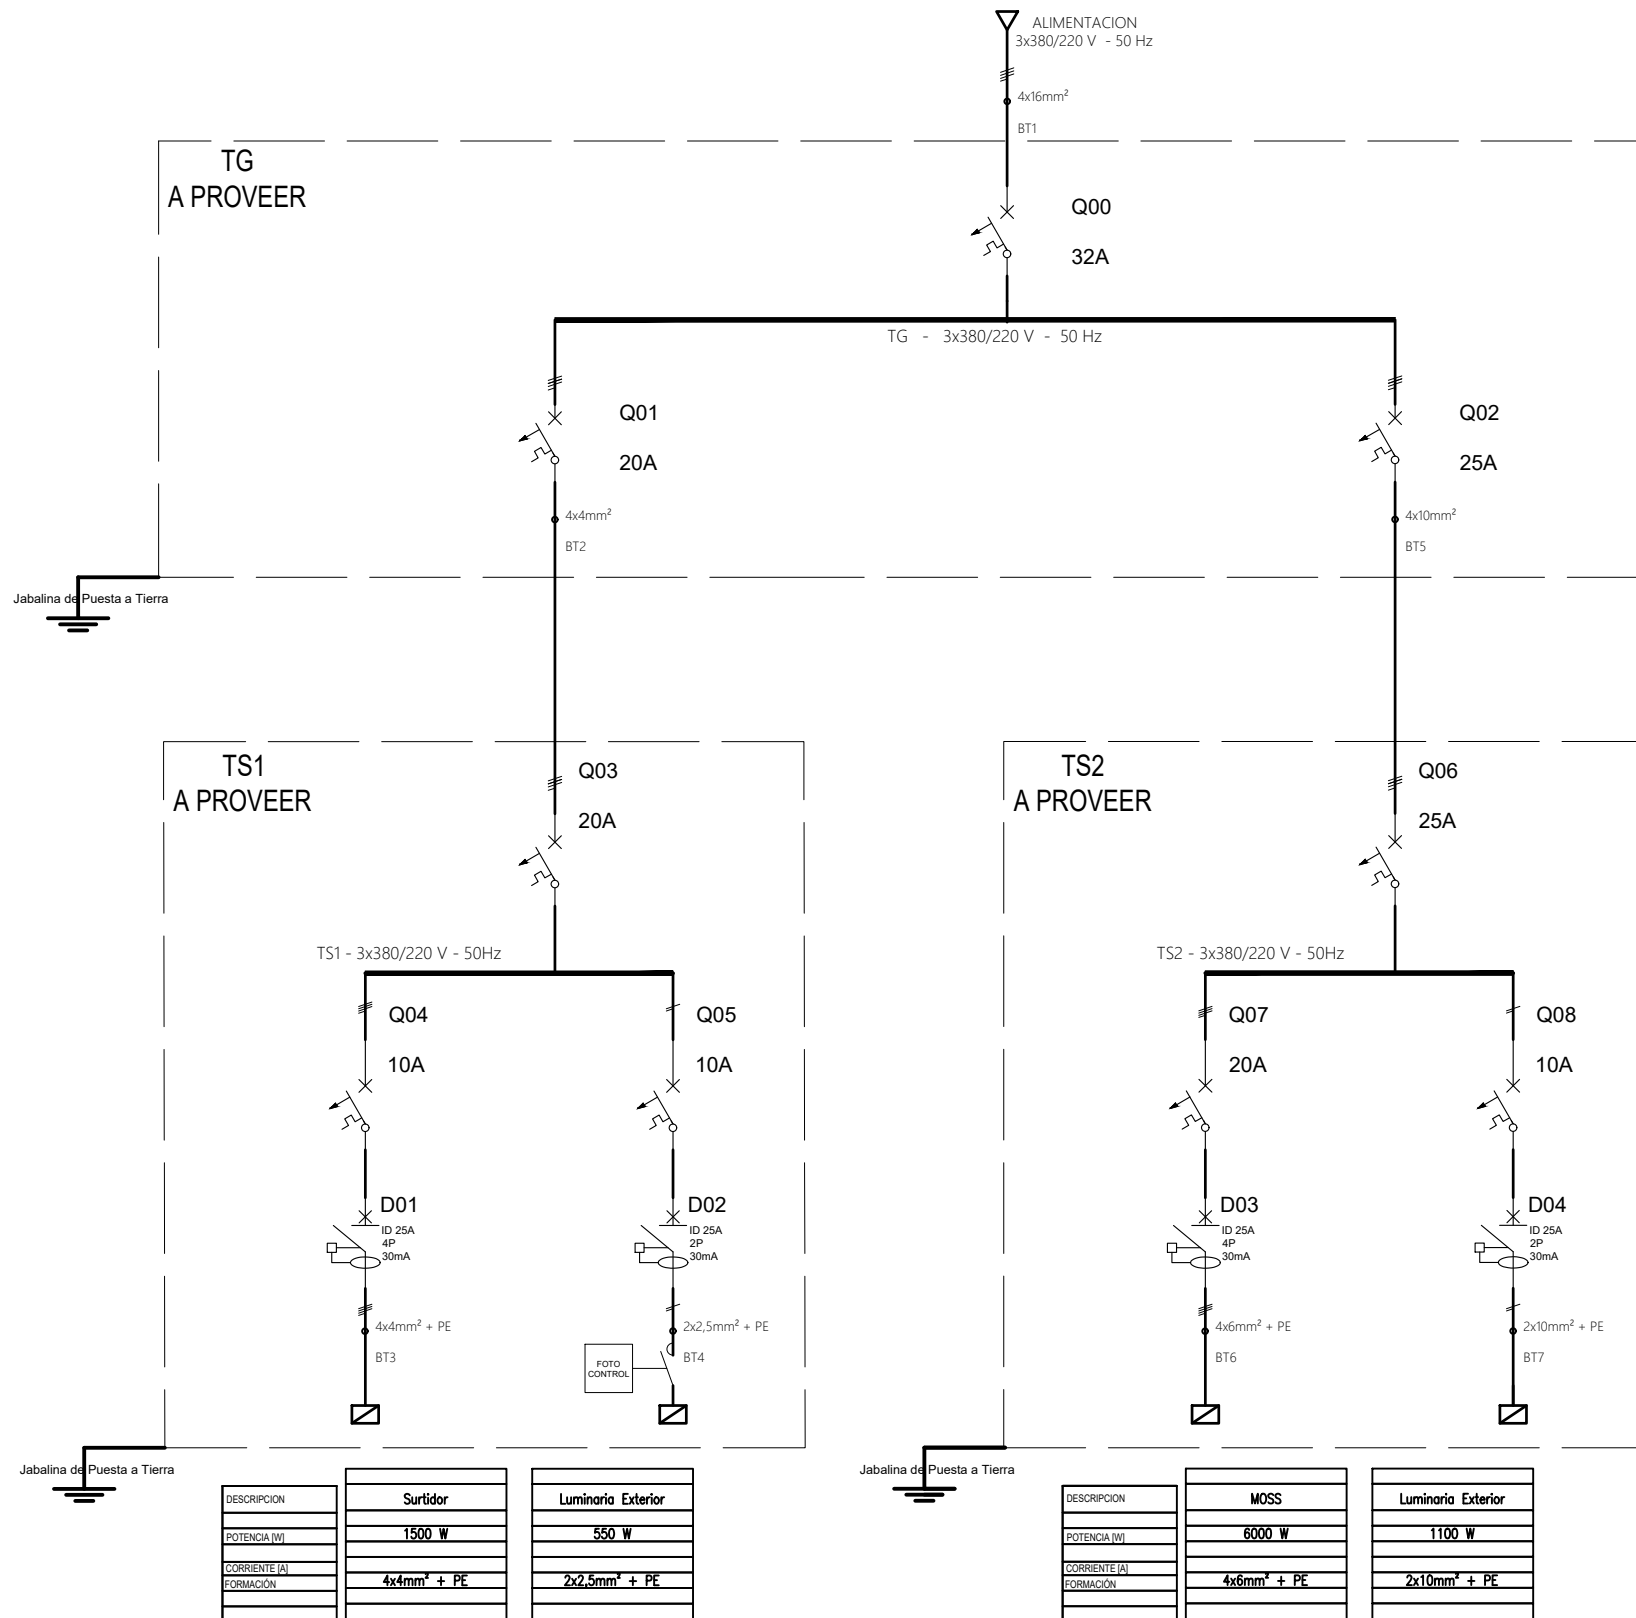 ALIMENTACION
3x380/220 V - 50 Hz
4x16mm²
BT1
TG
A PROVEER
Q00
32A
TG - 3x380/220 V - 50 Hz
Q01
20A
4x4mm²
BT2
Q02
25A
4x10mm²
BT5
Jabalina de Puesta a Tierra
TS1
A PROVEER
Q03
20A
TS1 - 3x380/220 V - 50Hz
Q04
10A
Q05
10A
D01
ID 25A
4P
30mA
D02
ID 25A
2P
30mA
4x4mm² + PE
BT3
2x2,5mm² + PE
BT4
FOTO
CONTROL
Jabalina de Puesta a Tierra
TS2
A PROVEER
Q06
25A
TS2 - 3x380/220 V - 50Hz
Q07
20A
Q08
10A
D03
ID 25A
4P
30mA
D04
ID 25A
2P
30mA
4x6mm² + PE
BT6
2x10mm² + PE
BT7
Jabalina de Puesta a Tierra
DESCRIPCION Surtidor Luminaria Exterior
POTENCIA [W] 1500 W 550 W
CORRIENTE [A]
FORMACIÓN 4x4mm² + PE 2x2,5mm² + PE
DESCRIPCION MOSS Luminaria Exterior
POTENCIA [W] 6000 W 1100 W
CORRIENTE [A]
FORMACIÓN 4x6mm² + PE 2x10mm² + PE